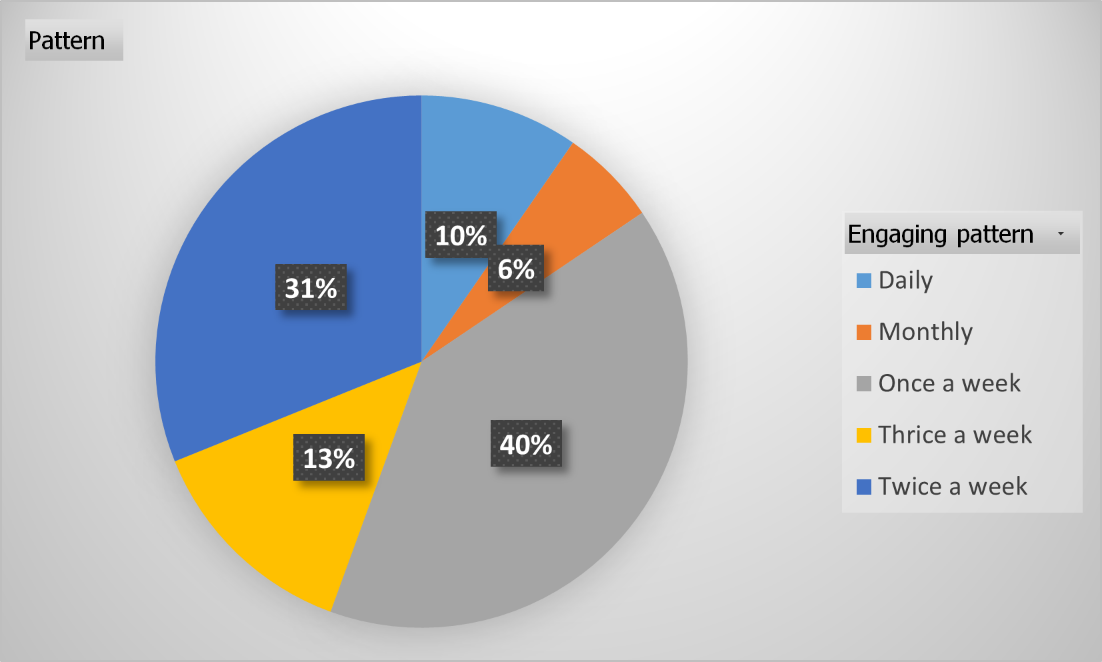 Pattern
10%
6%
31%
40%
13%
Engaging pattern
Daily
Monthly
Once a week
Thrice a week
Twice a week